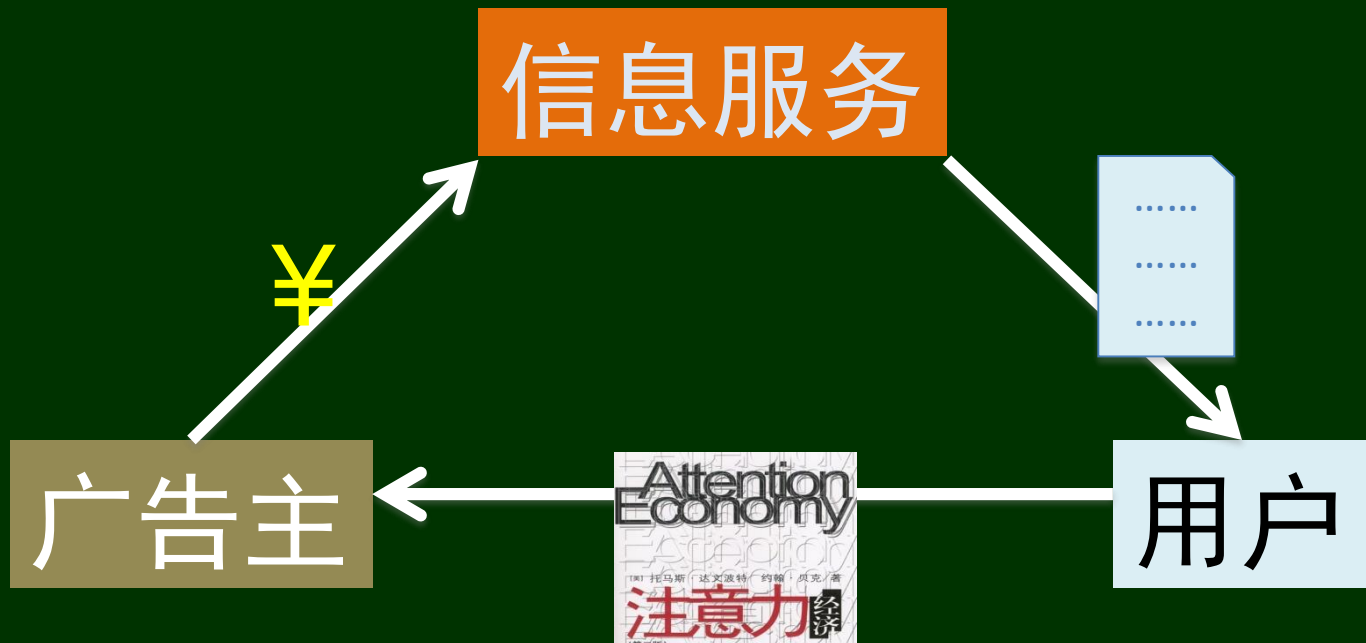 信息服务
……
……
……
¥
广告主
Attention
Economy
[美] 托马斯·达文波特 约翰·贝克/著
注意力
经济
用户